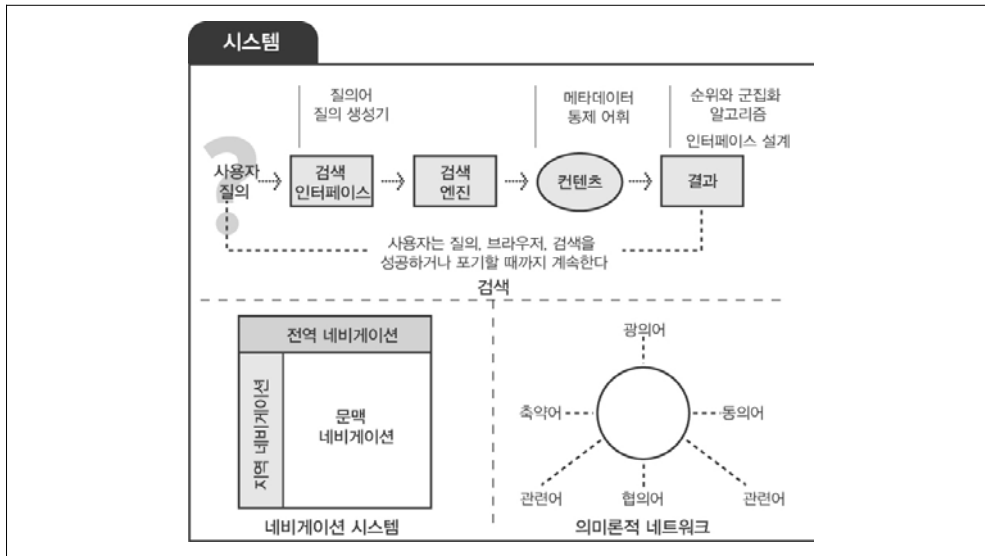 시스템
질의어
질의 생성기
메타데이터
통제 어휘
순위와 군집화
알고리즘
인터페이스 설계
?
사용자
질의
검색
인터페이스
검색
엔진
컨텐츠
결과
사용자는 질의, 브라우저, 검색을
성공하거나 포기할 때까지 계속한다
검색
전역 네비게이션
지역 네비게이션
문맥
네비게이션
네비게이션 시스템
광의어
축약어
동의어
관련어
협의어
관련어
의미론적 네트워크